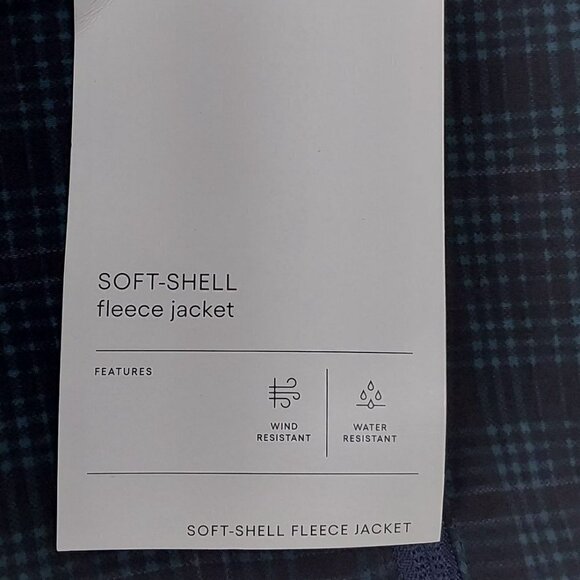 SOFT-SHELL
fleece jacket
FEATURES
WIND
RESISTANT
WATER
RESISTANT
SOFT-SHELL FLEECE JACKET